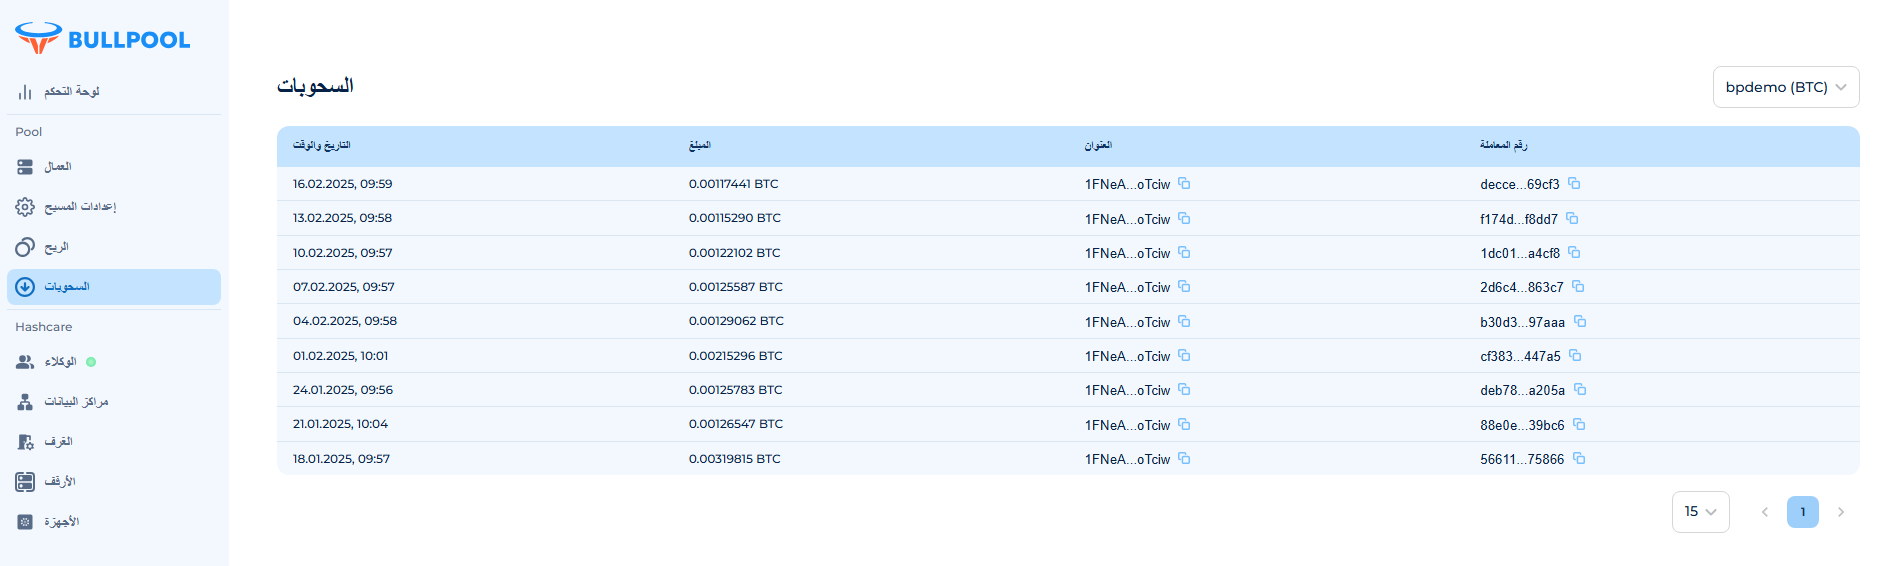 BULLPOOL
لوحة التحكم
Pool
العمال
إعدادات المسبح
الربح
السحوبات
Hashcare
الوكلاء
مراكز البيانات
الغرف
الأرفف
الأجهزة
السحوبات
bpdemo (BTC)
التاريخ والوقت المبلغ العنوان رقم المعاملة
16.02.2025, 09:59 0.00117441 BTC 1FNeA...oTciw decce...69cf3
13.02.2025, 09:58 0.00115290 BTC 1FNeA...oTciw f174d...f8dd7
10.02.2025, 09:57 0.00122102 BTC 1FNeA...oTciw 1dc01...a4cf8
07.02.2025, 09:57 0.00125587 BTC 1FNeA...oTciw 2d6c4...863c7
04.02.2025, 09:58 0.00129062 BTC 1FNeA...oTciw b30d3...97aaa
01.02.2025, 10:01 0.00215296 BTC 1FNeA...oTciw cf383...447a5
24.01.2025, 09:56 0.00125783 BTC 1FNeA...oTciw deb78...a205a
21.01.2025, 10:04 0.00126547 BTC 1FNeA...oTciw 88e0e...39bc6
18.01.2025, 09:57 0.00319815 BTC 1FNeA...oTciw 56611...75866
15 1